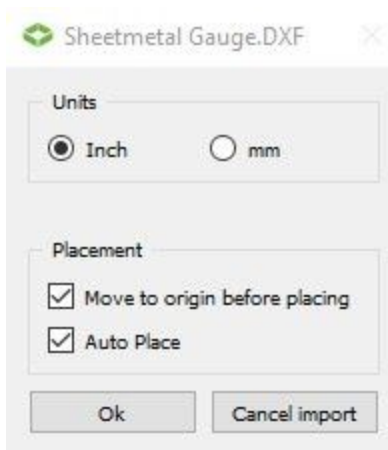 Sheetmetal Gauge.DXF
Units
Inch mm
Placement
Move to origin before placing
Auto Place
Ok Cancel import